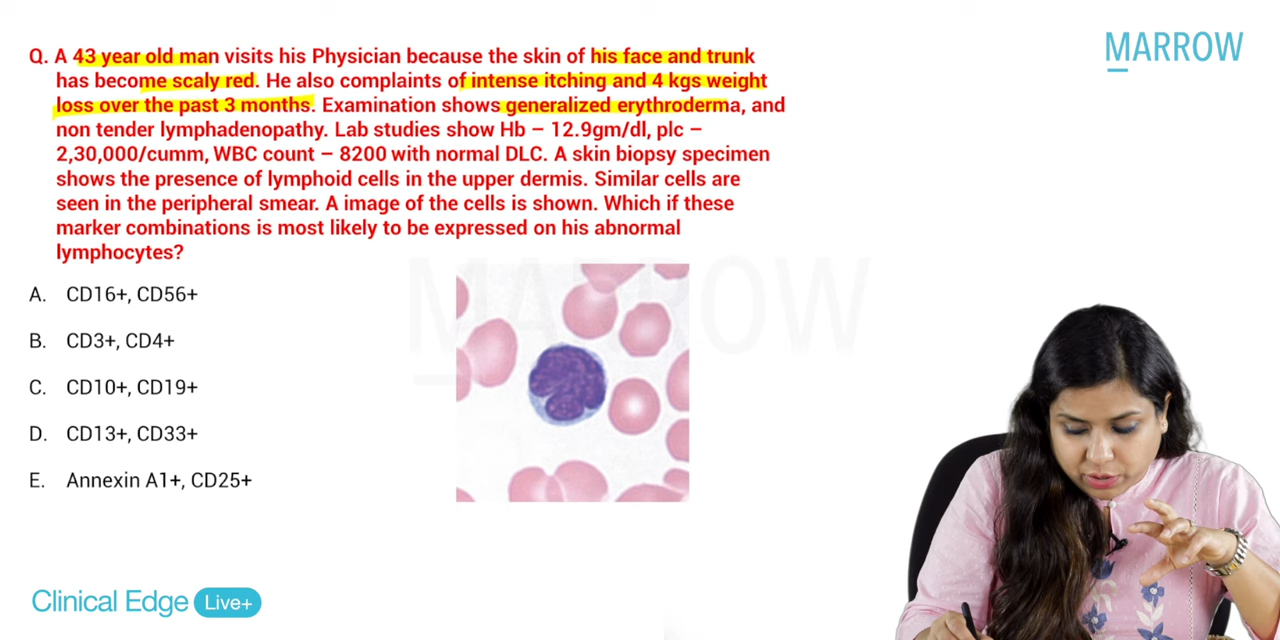 MARROW
Q. A 43 year old man visits his Physician because the skin of his face and trunk
has become scaly red. He also complaints of intense itching and 4 kgs weight
loss over the past 3 months. Examination shows generalized erythroderma, and
non tender lymphadenopathy. Lab studies show Hb – 12.9gm/dl, plc –
2,30,000/cumm, WBC count – 8200 with normal DLC. A skin biopsy specimen
shows the presence of lymphoid cells in the upper dermis. Similar cells are
seen in the peripheral smear. A image of the cells is shown. Which if these
marker combinations is most likely to be expressed on his abnormal
lymphocytes?
MARROW
A. CD16+, CD56+
B. CD3+, CD4+
C. CD10+, CD19+
D. CD13+, CD33+
E. Annexin A1+, CD25+
Clinical Edge Live+